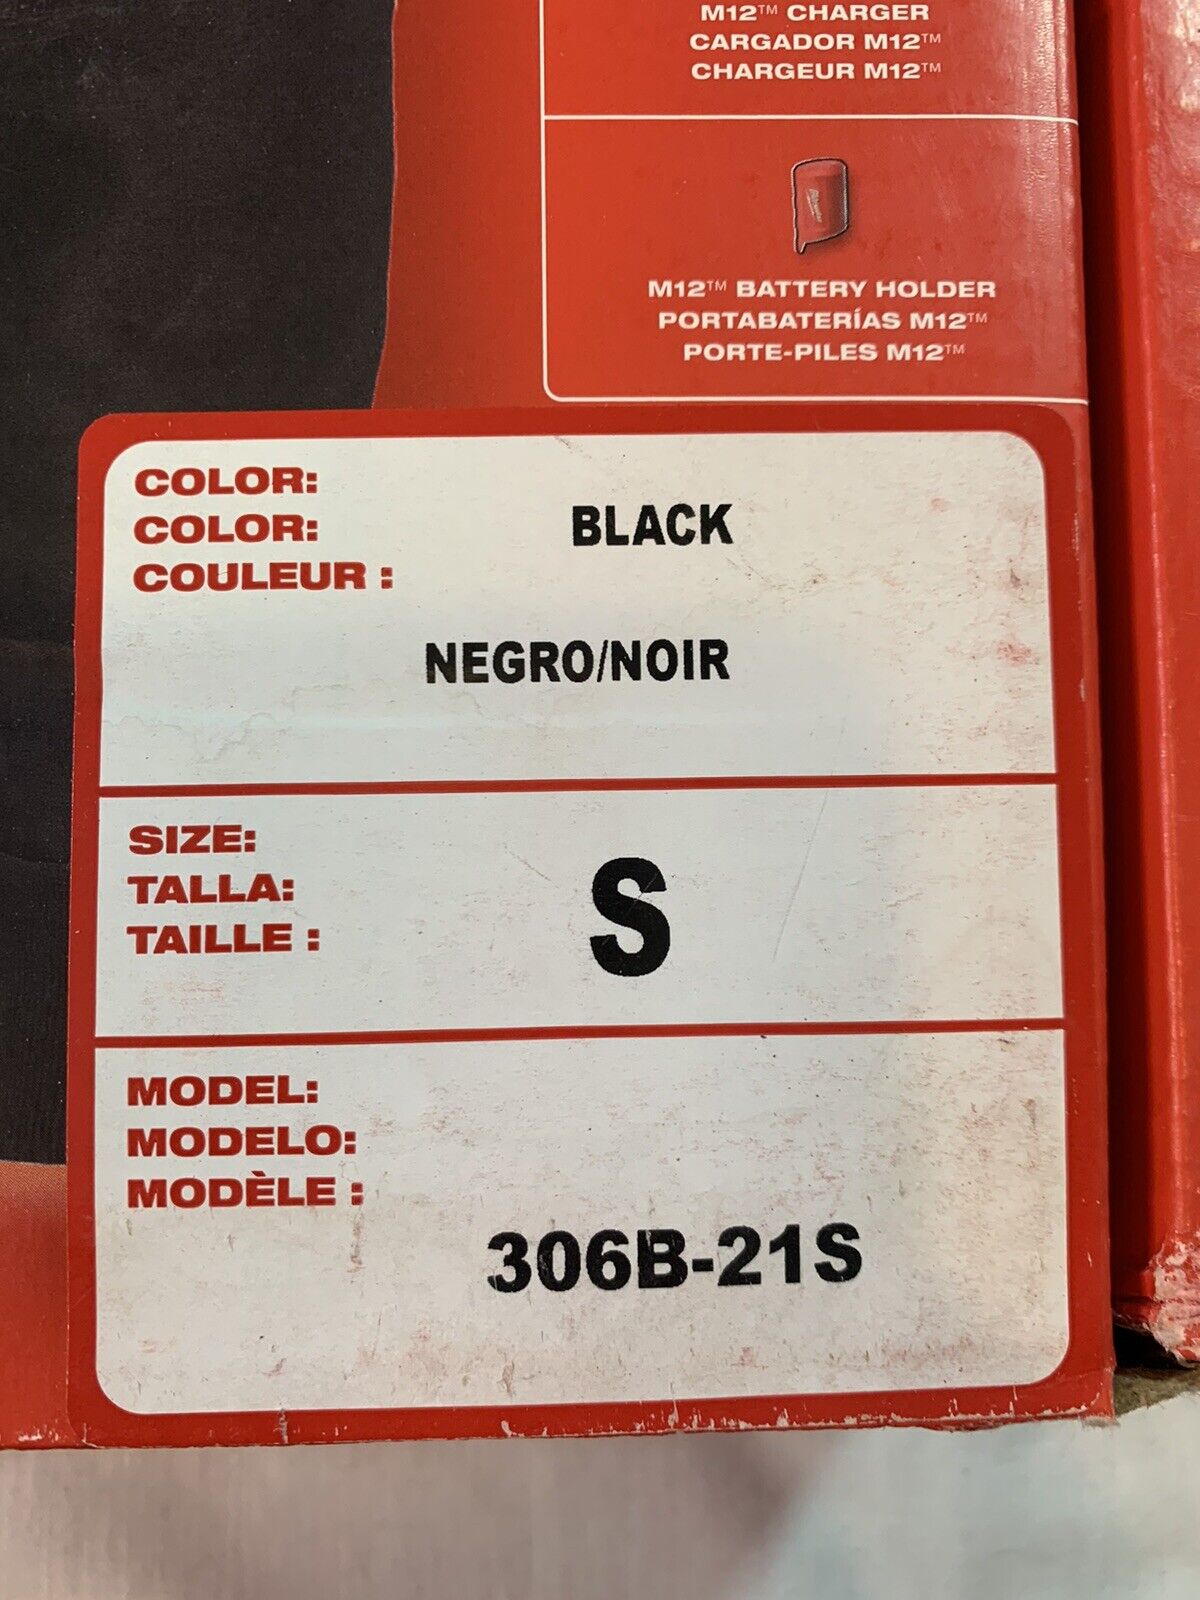 M12™ CHARGER
CARGADOR M12™
CHARGEUR M12™
Milwaukee
M12™ BATTERY HOLDER
PORTABATERÍAS M12™
PORTE-PILES M12™
COLOR:
COLOR:
COULEUR :
BLACK
NEGRO/NOIR
SIZE:
TALLA:
TAILLE :
S
MODEL:
MODELO:
MODÈLE :
306B-21S